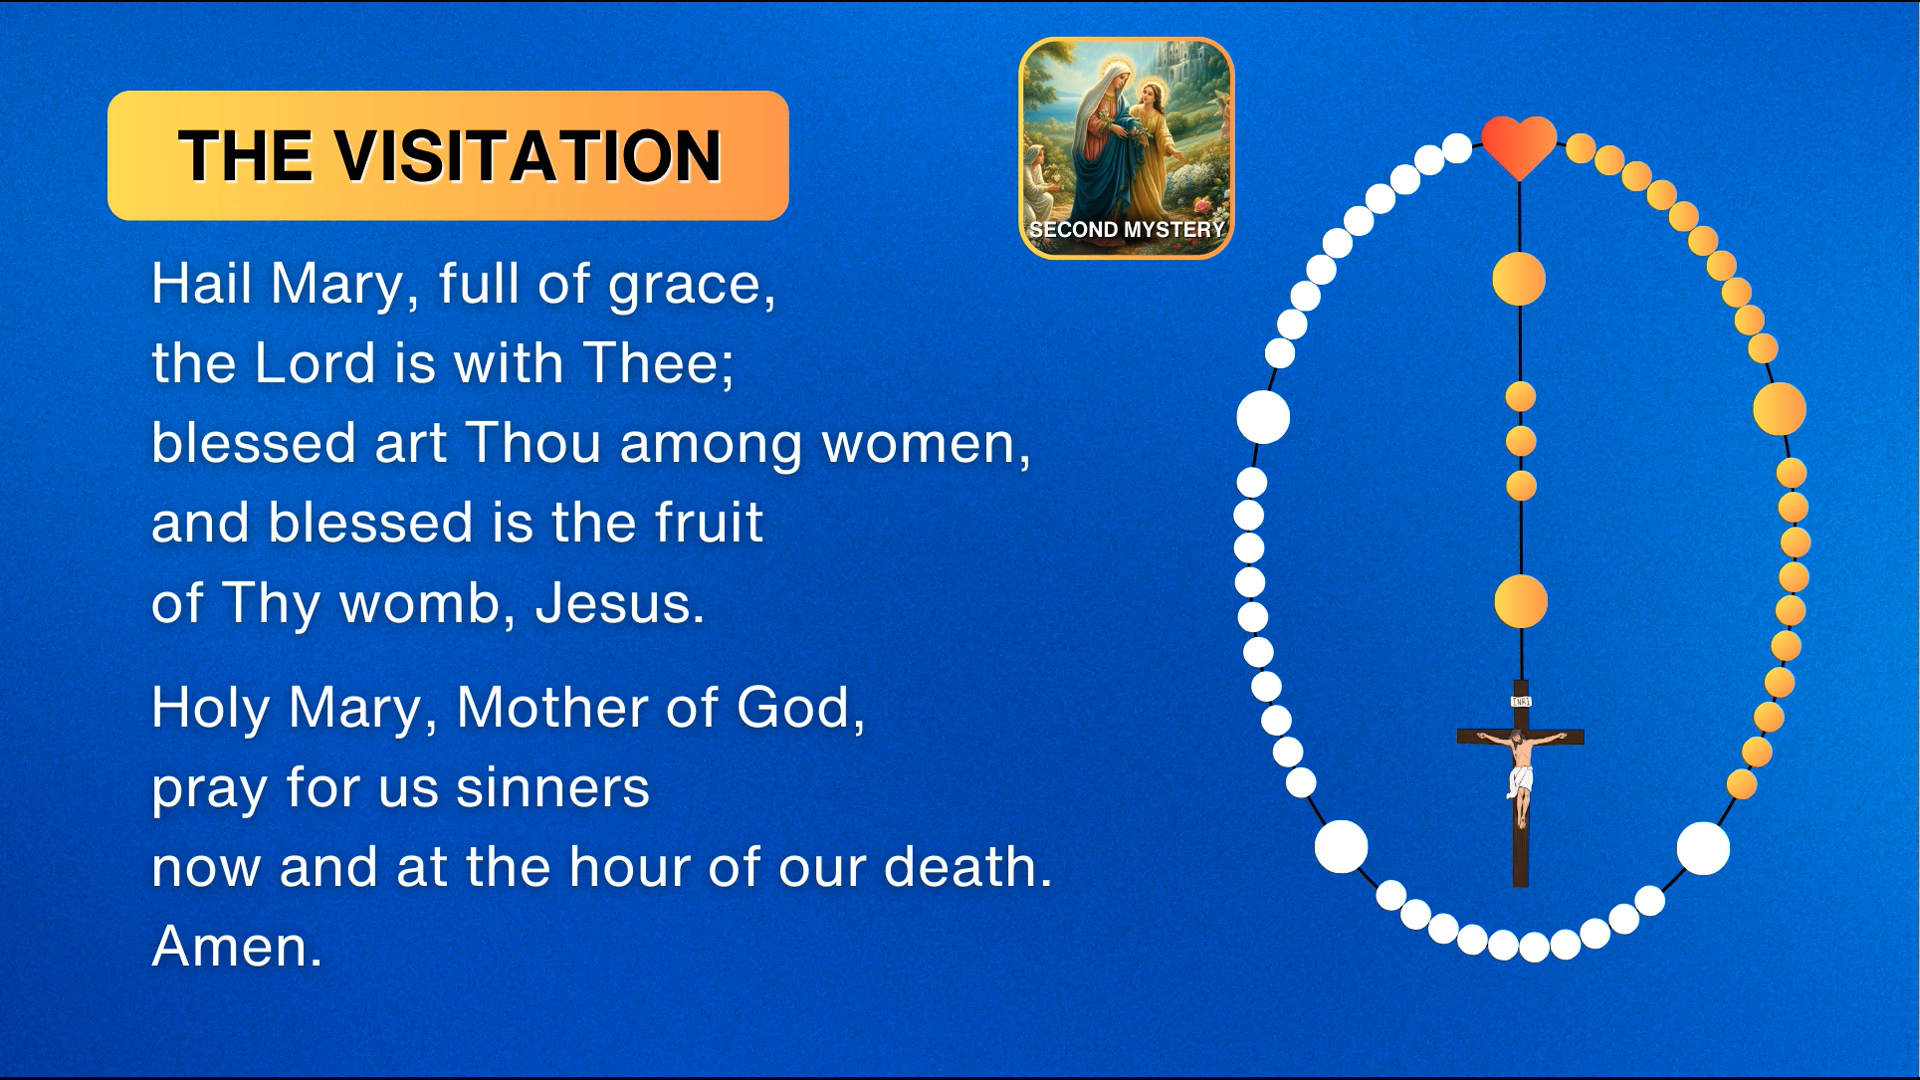 THE VISITATION
SECOND MYSTERY
Hail Mary, full of grace,
the Lord is with Thee;
blessed art Thou among women,
and blessed is the fruit
of Thy womb, Jesus.
Holy Mary, Mother of God,
pray for us sinners
now and at the hour of our death.
Amen.
INRI